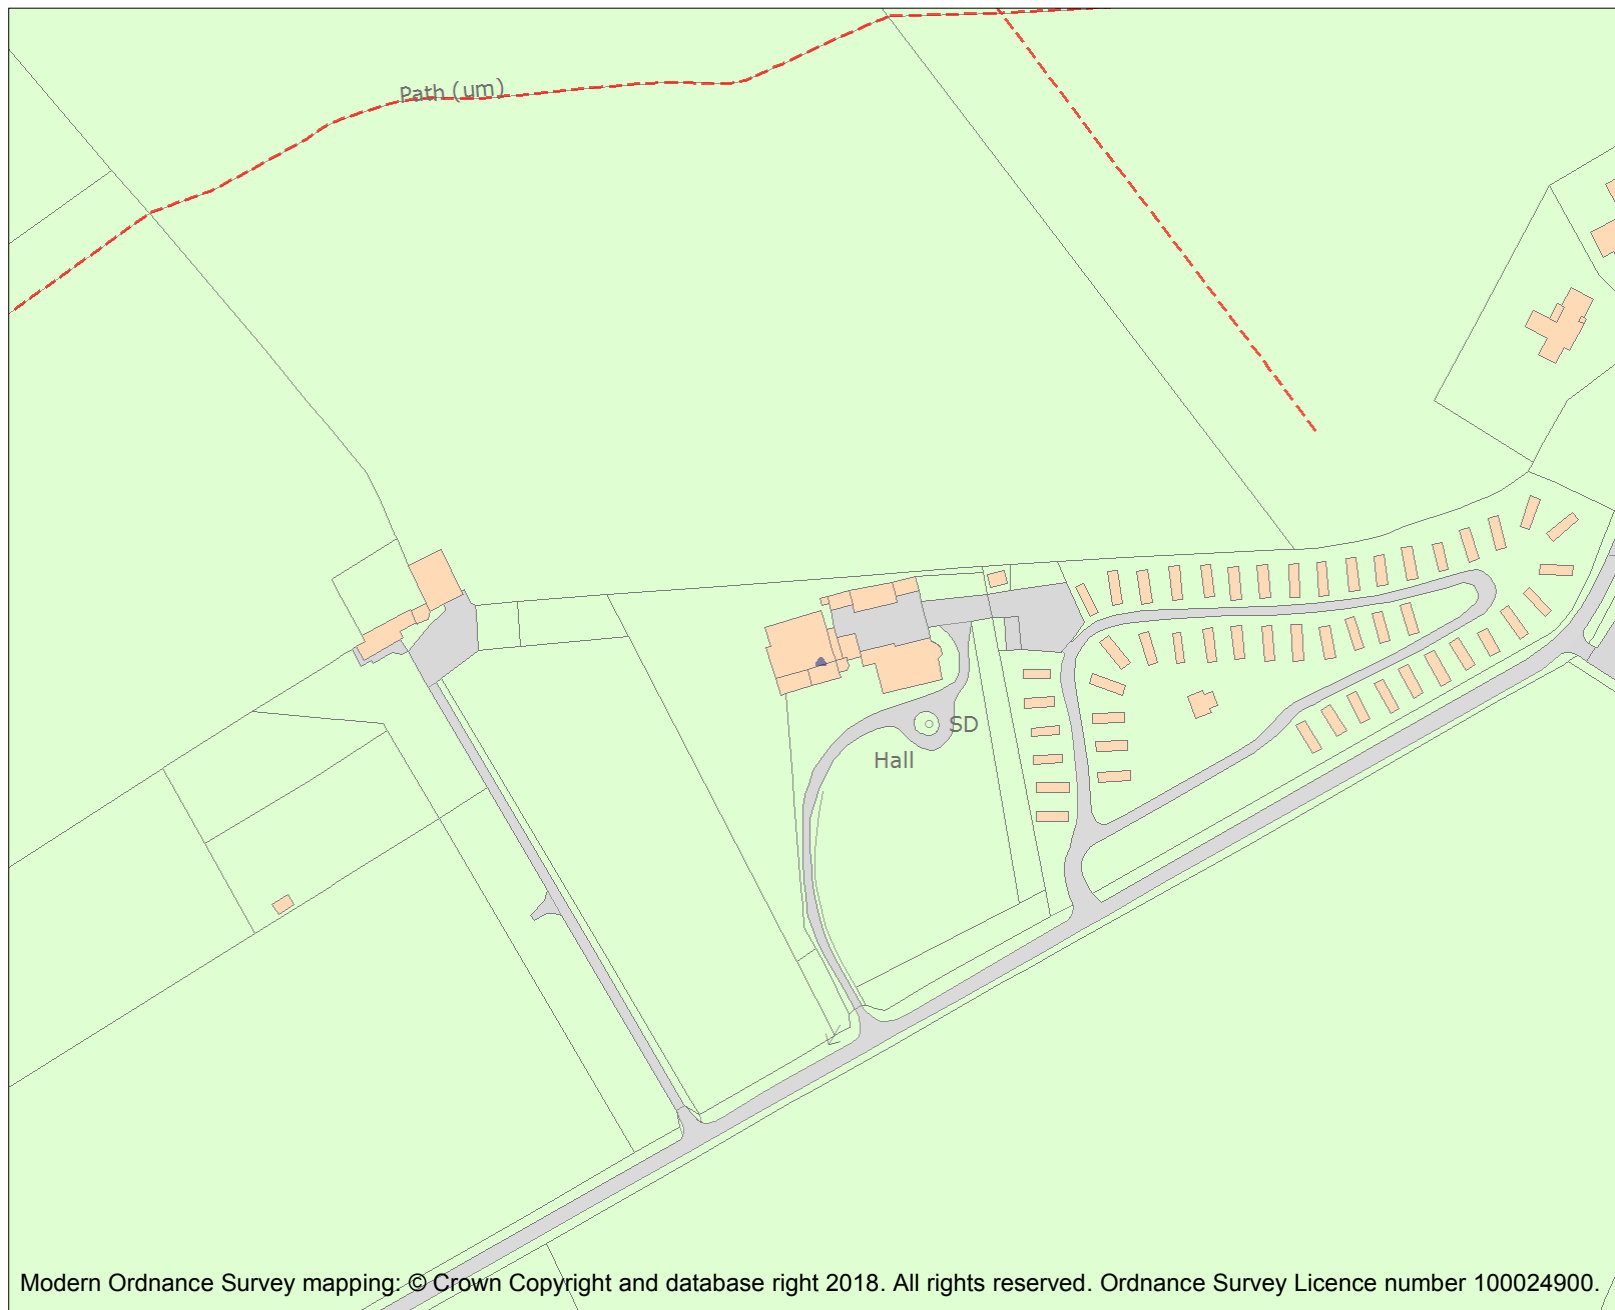 Path (um)
SD
Hall
Modern Ordnance Survey mapping: © Crown Copyright and database right 2018. All rights reserved. Ordnance Survey Licence number 100024900.